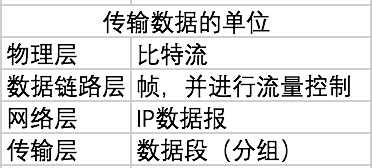 传输数据的单位
物理层 比特流
数据链路层 帧，并进行流量控制
网络层 IP数据报
传输层 数据段（分组）